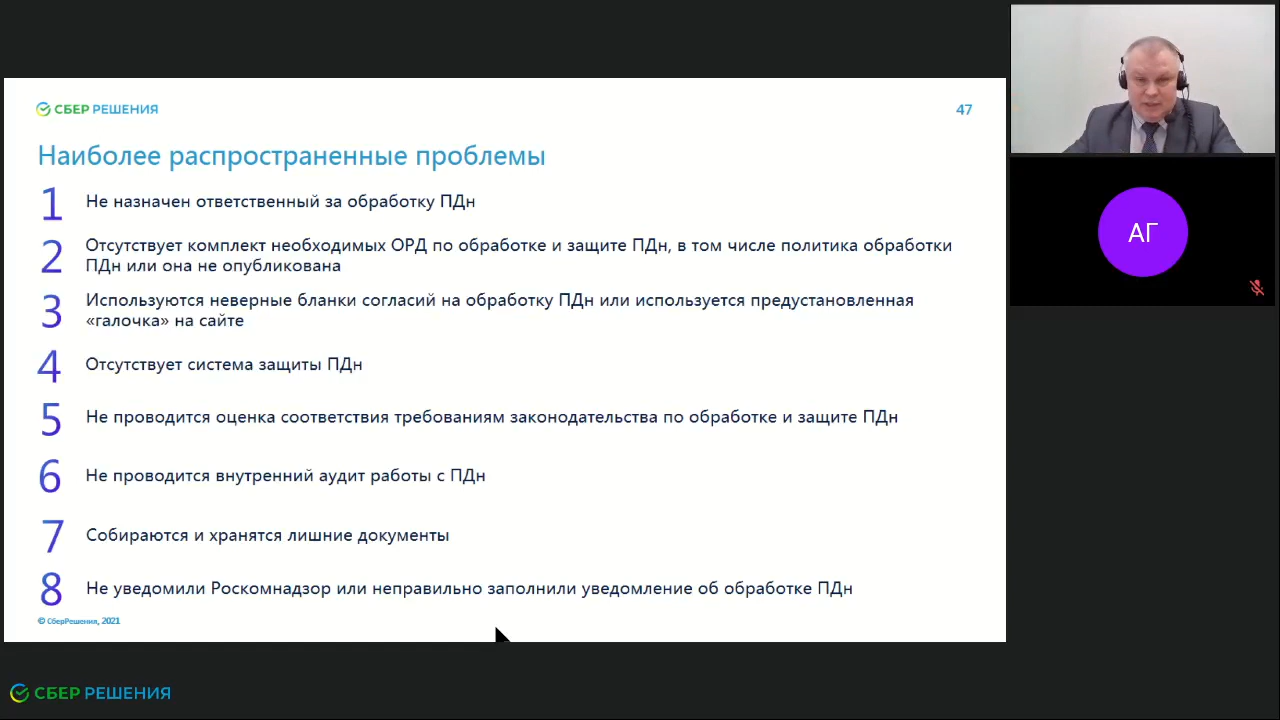 СБЕР РЕШЕНИЯ
47
Наиболее распространенные проблемы
1 Не назначен ответственный за обработку ПДн
2 Отсутствует комплект необходимых ОРД по обработке и защите ПДн, в том числе политика обработки
ПДн или она не опубликована
3 Используются неверные бланки согласий на обработку ПДн или используется предустановленная
«галочка» на сайте
4 Отсутствует система защиты ПДн
5 Не проводится оценка соответствия требованиям законодательства по обработке и защите ПДн
6 Не проводится внутренний аудит работы с ПДн
7 Собираются и хранятся лишние документы
8 Не уведомили Роскомнадзор или неправильно заполнили уведомление об обработке ПДн
© СберРешения, 2021
АГ
СБЕР РЕШЕНИЯ